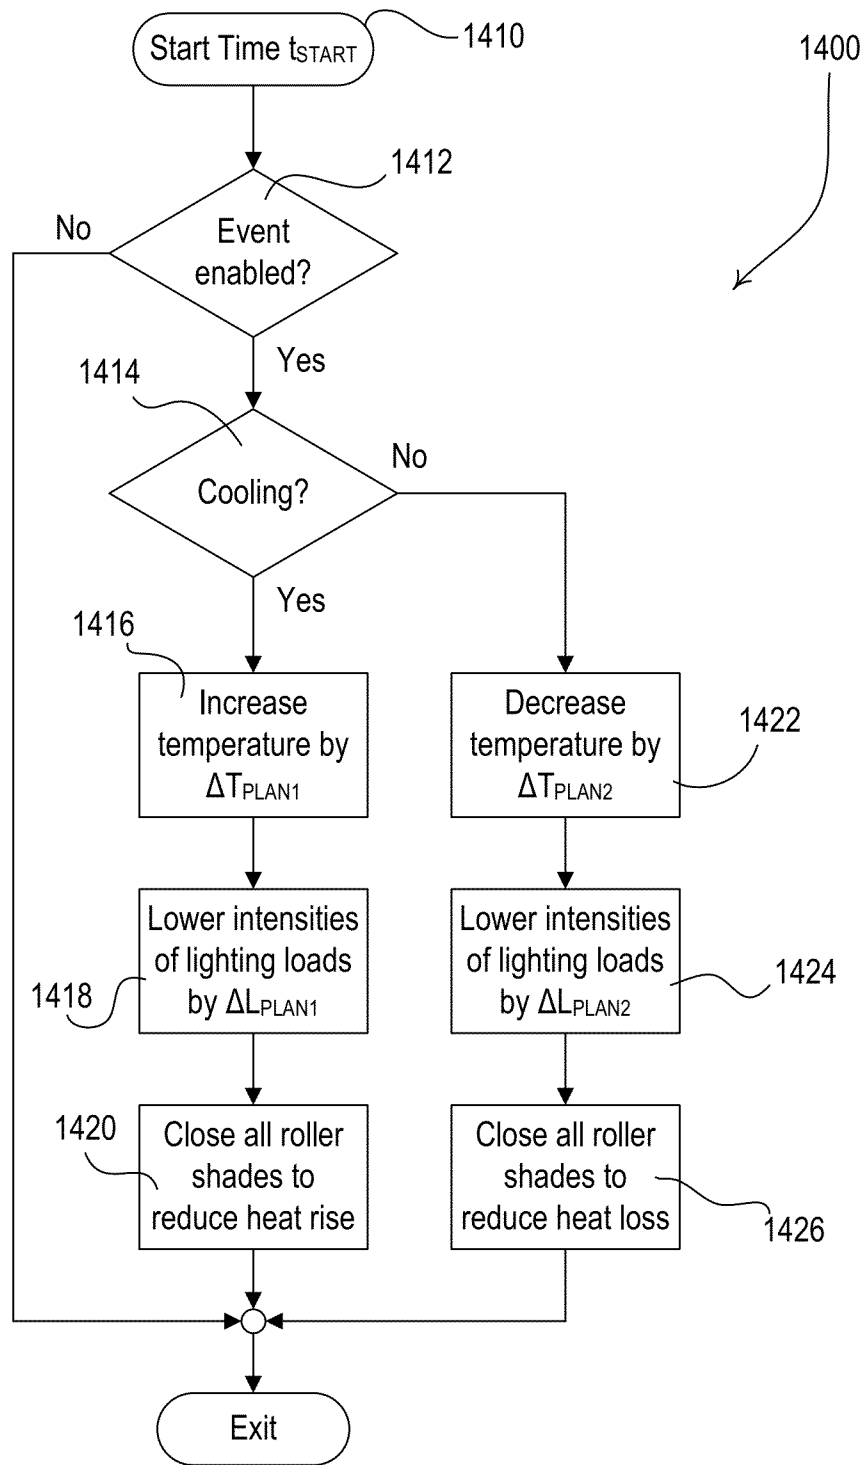 Start Time tSTART
1410
1400
1412
No
Event
enabled?
Yes
1414
No
Cooling?
Yes
1416
Increase
temperature by
ΔTPLAN1
Decrease
temperature by
ΔTPLAN2
1422
Lower intensities
of lighting loads
by ΔLPLAN1
1418
Lower intensities
of lighting loads
by ΔLPLAN2
1424
1420
Close all roller
shades to
reduce heat rise
Close all roller
shades to
reduce heat loss
1426
Exit